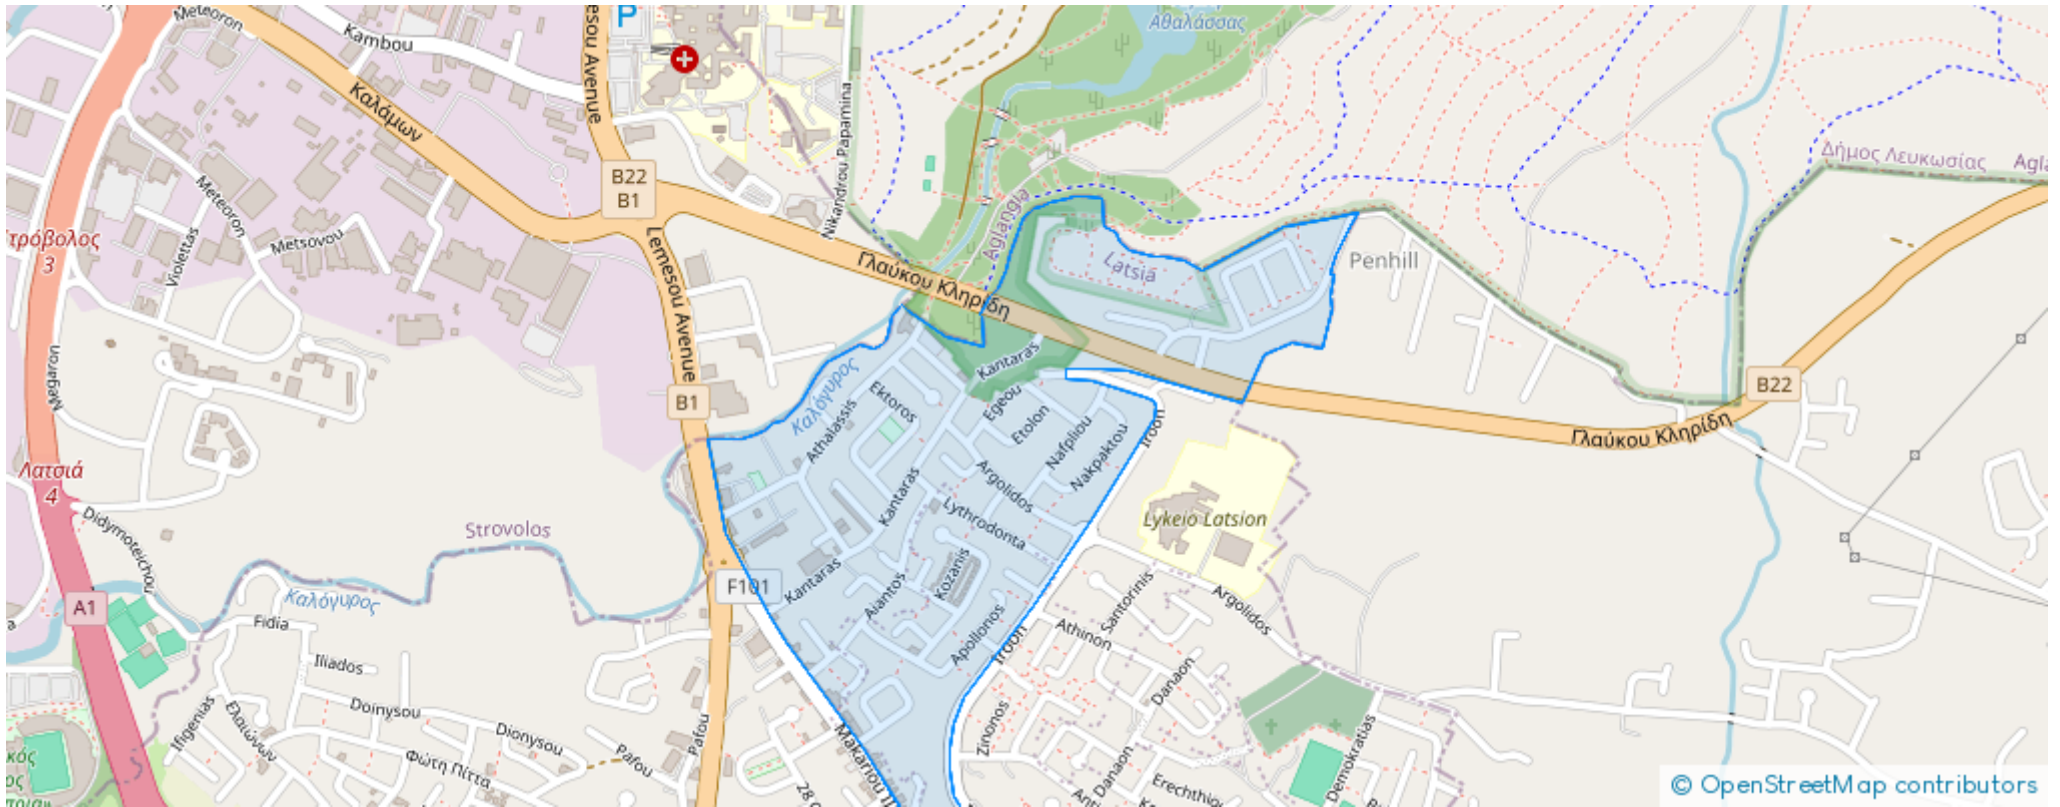 Meteoron
Kambou
Καλάμων
Lemesou Avenue
P
Αθαλάσσας
Nikandrou Papamina
B22
B1
Meteoron
Violettas
Metsovou
3
Lemesou Avenue
Γλαύκου Κληρίδη
Aglangia
Latsia
Penhill
Δήμος Λευκωσίας
Megaron
B1
Καλόγυρος
Athalassis
Ektoros
Kantaras
Egeou
Etolon
Nafpliou
Nakpaktou
Iroon
B22
Γλαύκου Κληρίδη
Λατσιά
4
Didymoteichou
Strovolos
Kantaras
Argolidos
Lythrodonta
Lykeio Latsion
A1
Καλόγυρος
Fidia
F101
Kantaras
Aiantos
Kozanis
Apollonos
Iroon
Athinon
Santorinis
Argolidos
Iliados
Doinysou
Dionysou
Ifigenias
Ελαιώνων
Φώτη Πίττα
Pafou
Pafou
Zinonos
Danaon
Danaon
Demokratias
© OpenStreetMap contributors